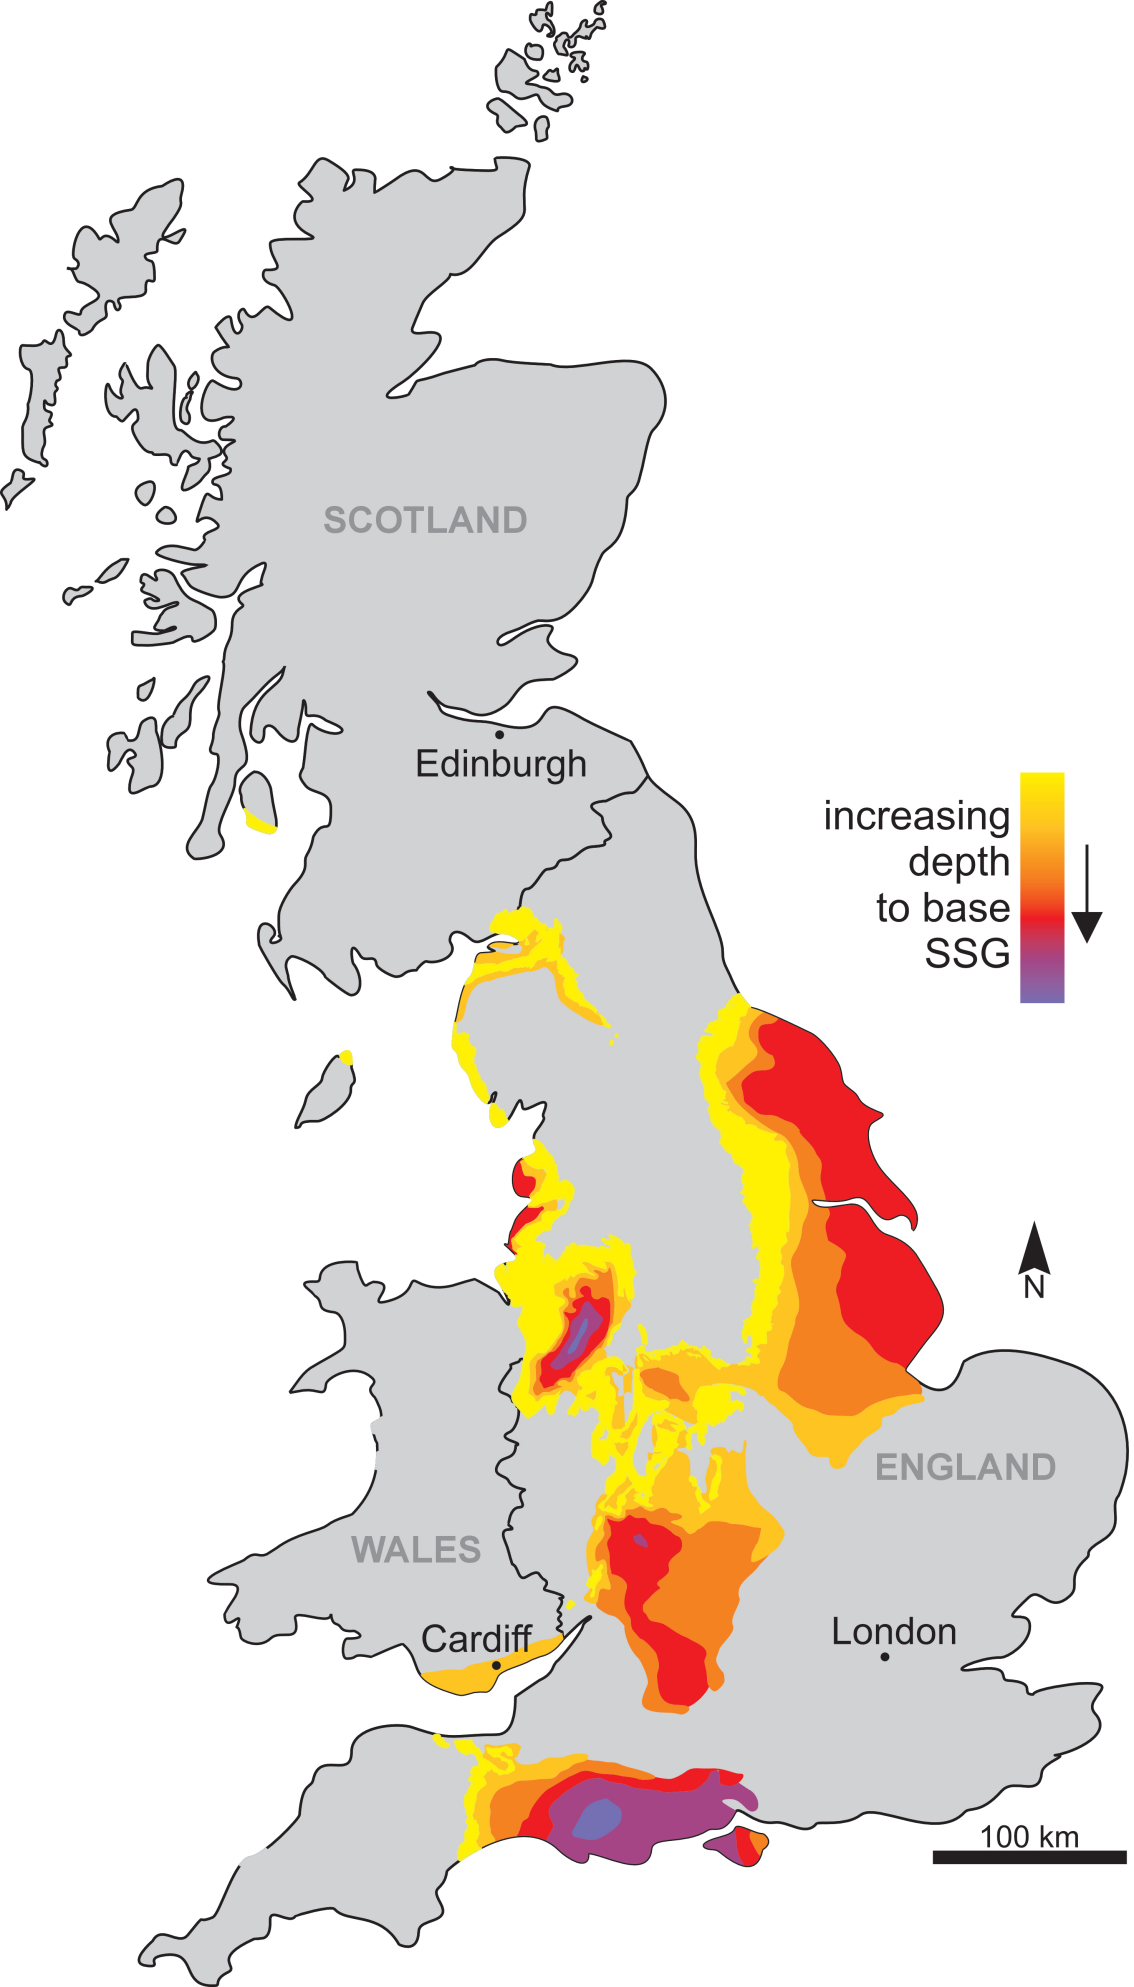 SCOTLAND
Edinburgh
increasing
depth
to base
SSG
N
ENGLAND
WALES
Cardiff
London
100 km